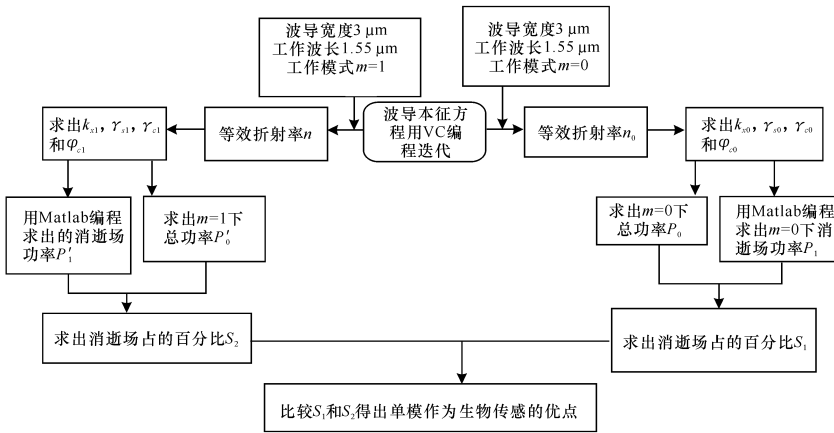 波导宽度3 μm
工作波长1.55 μm
工作模式m=1
波导宽度3 μm
工作波长1.55 μm
工作模式m=0
求出kx1，γs1，γc1
和φc1
等效折射率n
波导本征方
程用VC编
程迭代
等效折射率n0
求出kx0，γs0，γc0
和φc0
用Matlab编程
求出的消逝场
功率P′1
求出m=1下
总功率P′0
求出m=0下
总功率P0
用Matlab编程
求出m=0下消
逝场功率P1
求出消逝场占的百分比S2
求出消逝场占的百分比S1
比较S1和S2得出单模作为生物传感的优点